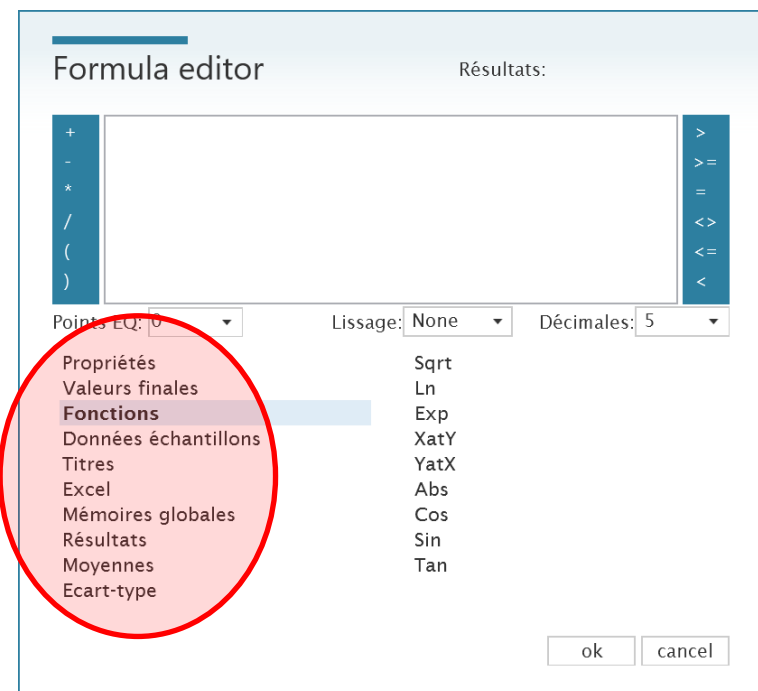 Formula editor
Résultats:
+
-
*
/
(
)
>
>=
=
<>
<=
<
Points EQ: 0
Lissage: None
Décimales: 5
Propriétés
Valeurs finales
Fonctions
Données échantillons
Titres
Excel
Mémoires globales
Résultats
Moyennes
Ecart-type
Sqrt
Ln
Exp
XatY
YatX
Abs
Cos
Sin
Tan
ok
cancel